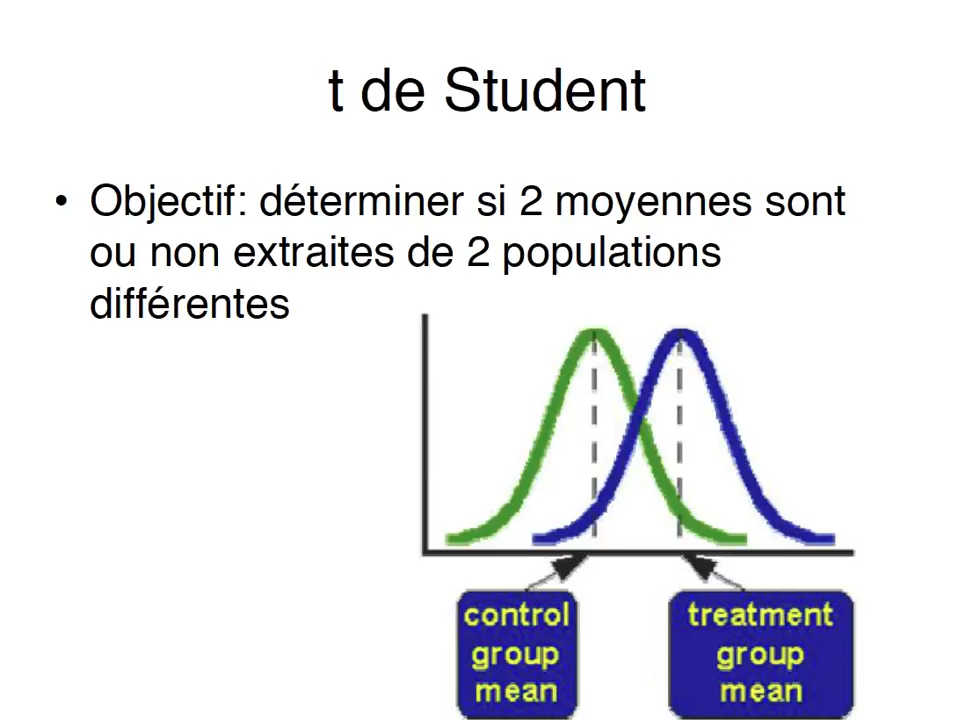 t de Student
• Objectif: déterminer si 2 moyennes sont
ou non extraites de 2 populations
différentes
control
group
mean
treatment
group
mean